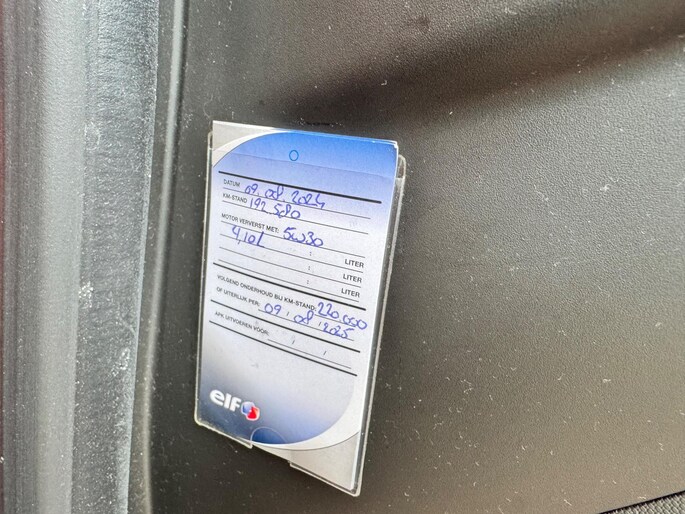 DATUM: 09.08.2024
KM-STAND 192.580
MOTOR VERVERST MET: 5W30
4,10l LITER
LITER
LITER
VOLGEND ONDERHOUD BIJ KM-STAND: 220.000
OF UITERLIJK PER: 09 / 08 / 2025
APK UITVOEREN VOOR: / /
elf